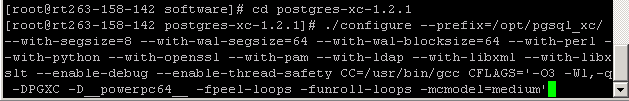 [root@rt263-158-142 software]# cd postgres-xc-1.2.1
[root@rt263-158-142 postgres-xc-1.2.1]# ./configure --prefix=/opt/pgsql_xc/
--with-segsize=8 --with-wal-segsize=64 --with-wal-blocksize=64 --with-perl -
-with-python --with-openssl --with-pam --with-ldap --with-libxml --with-libx
slt --enable-debug --enable-thread-safety CC=/usr/bin/gcc CFLAGS='-O3 -Wl,-q
 -DPGXC -D__powerpc64__ -fpeel-loops -funroll-loops -mcmodel=medium'